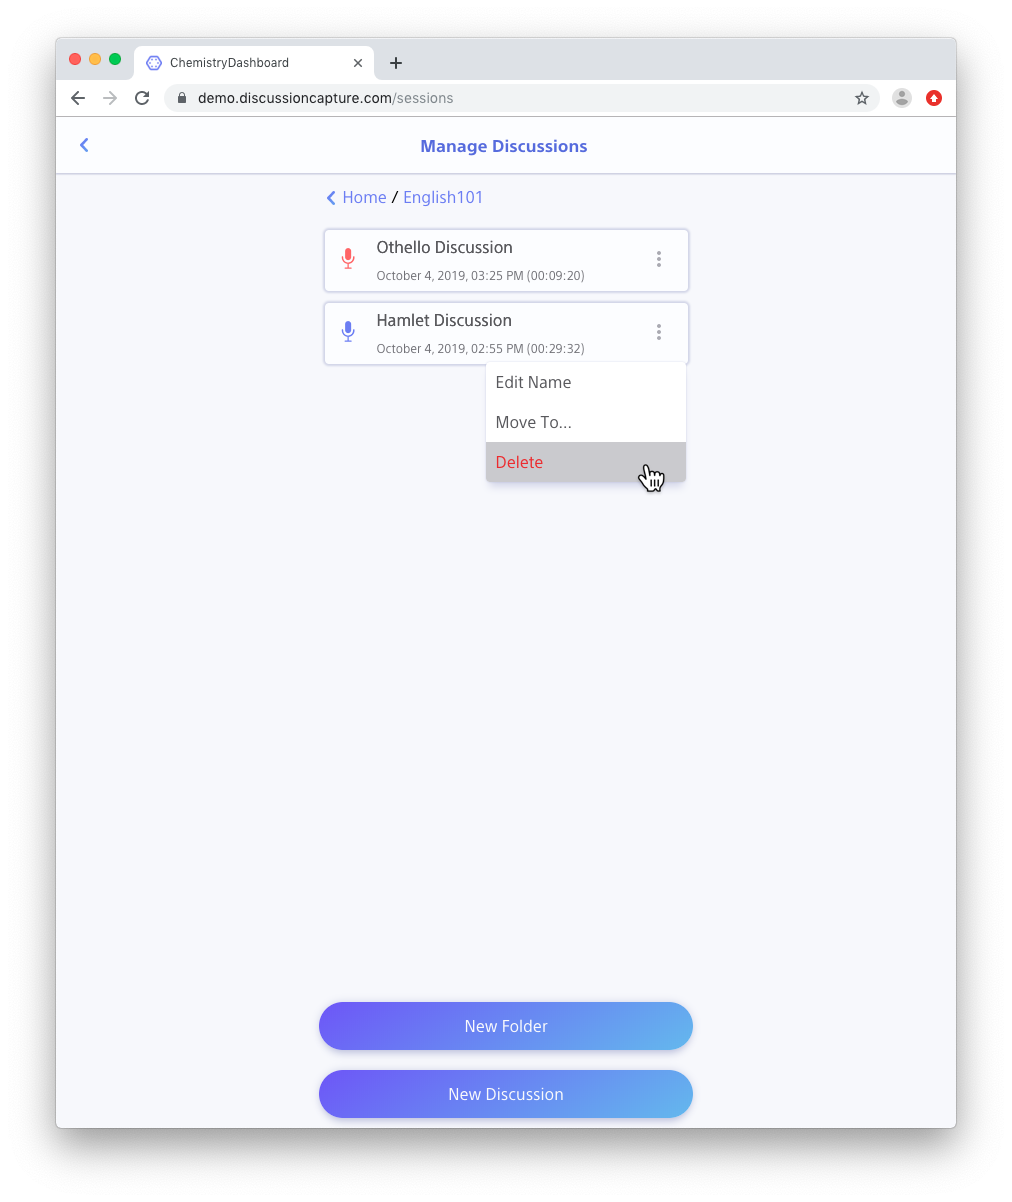 ChemistryDashboard
demo.discussioncapture.com/sessions
Manage Discussions
Home / English101
Othello Discussion
October 4, 2019, 03:25 PM (00:09:20)
Hamlet Discussion
October 4, 2019, 02:55 PM (00:29:32)
Edit Name
Move To...
Delete
New Folder
New Discussion